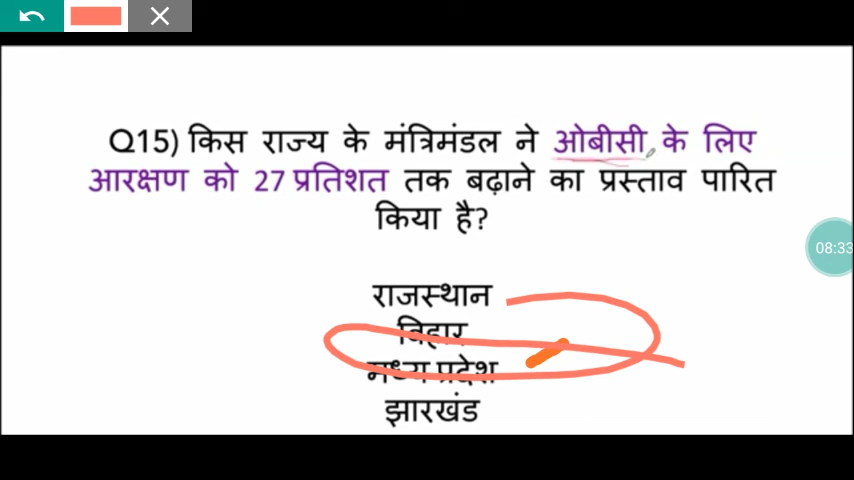 Q15) किस राज्य के मंत्रिमंडल ने ओबीसी के लिए
आरक्षण को 27 प्रतिशत तक बढ़ाने का प्रस्ताव पारित
किया है?
राजस्थान
बिहार
मध्य प्रदेश
झारखंड
08:33